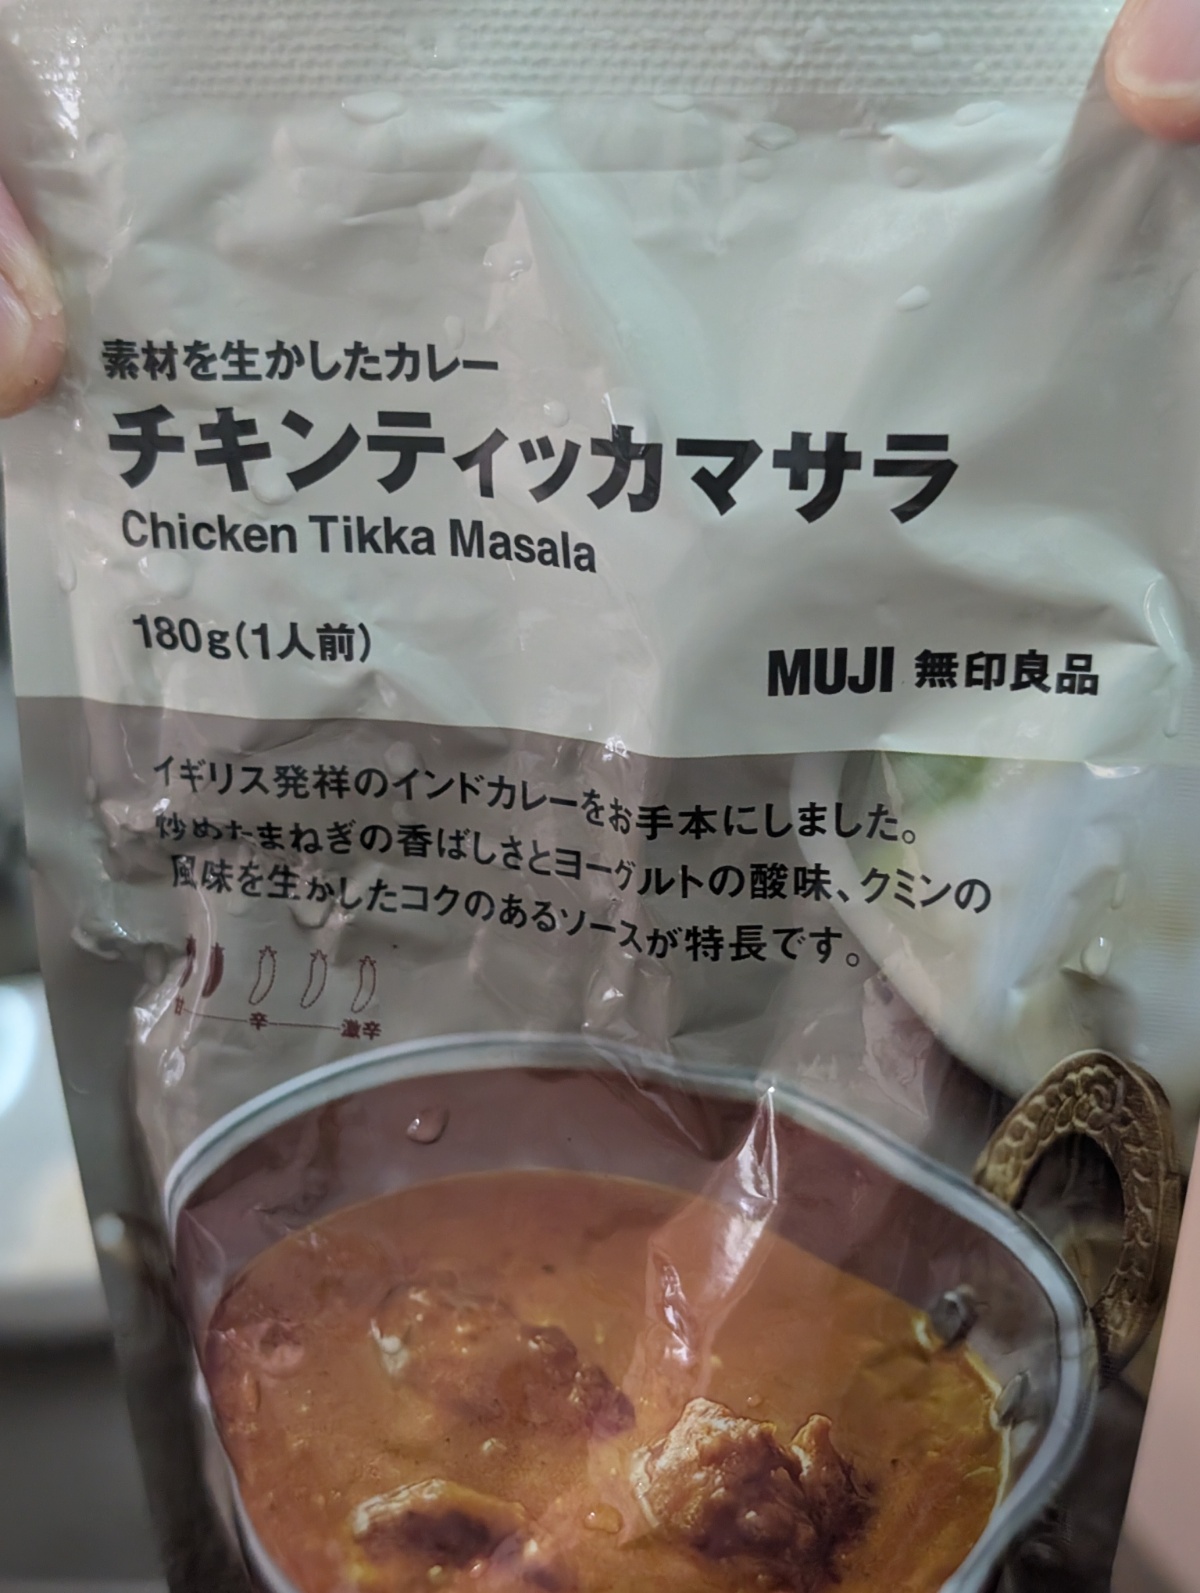 素材を生かしたカレー
チキンティッカマサラ
Chicken Tikka Masala
180g(1人前)
MUJI 無印良品
イギリス発祥のインドカレーをお手本にしました。
炒めたまねぎの香ばしさとヨーグルトの酸味、クミンの
風味を生かしたコクのあるソースが特長です。
辛 激辛